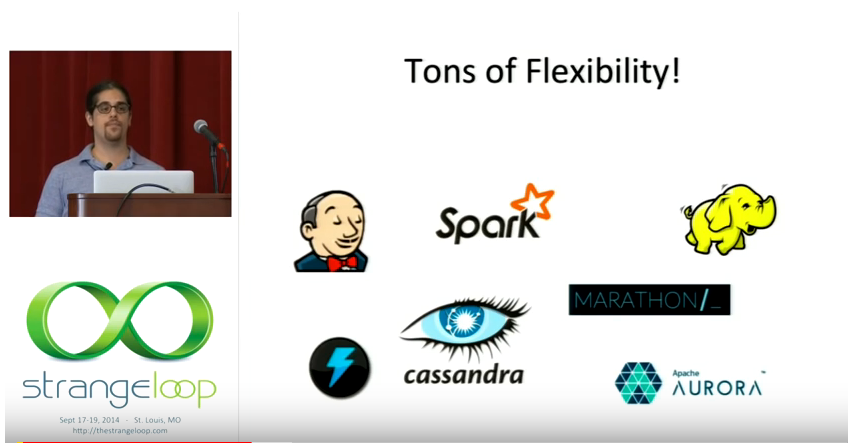 Tons of Flexibility!
Spark
MARATHON/_
cassandra
Apache
AURORA
™
strangeloop
Sept 17-19, 2014 - St. Louis, MO
http://thestrangeloop.com